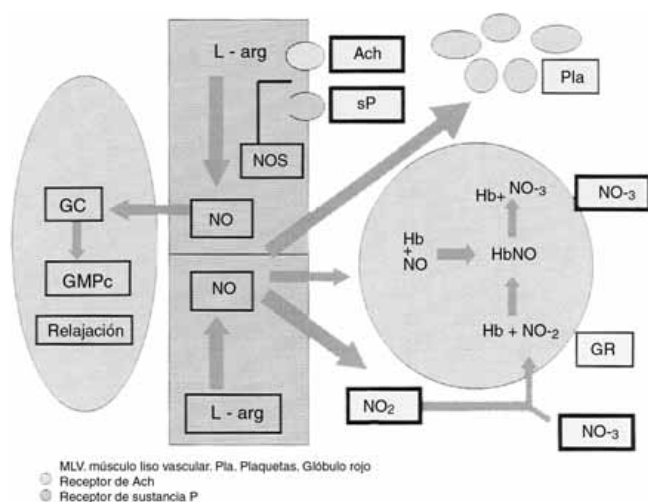 L - arg
Ach
sP
NOS
Pla
GC
NO
GMPc
Relajación
NO
L - arg
Hb+ NO-3
NO-3
Hb
+
NO
HbNO
Hb + NO-2
GR
NO2
NO-3
MLV. músculo liso vascular. Pla. Plaquetas. Glóbulo rojo
Receptor de Ach
Receptor de sustancia P